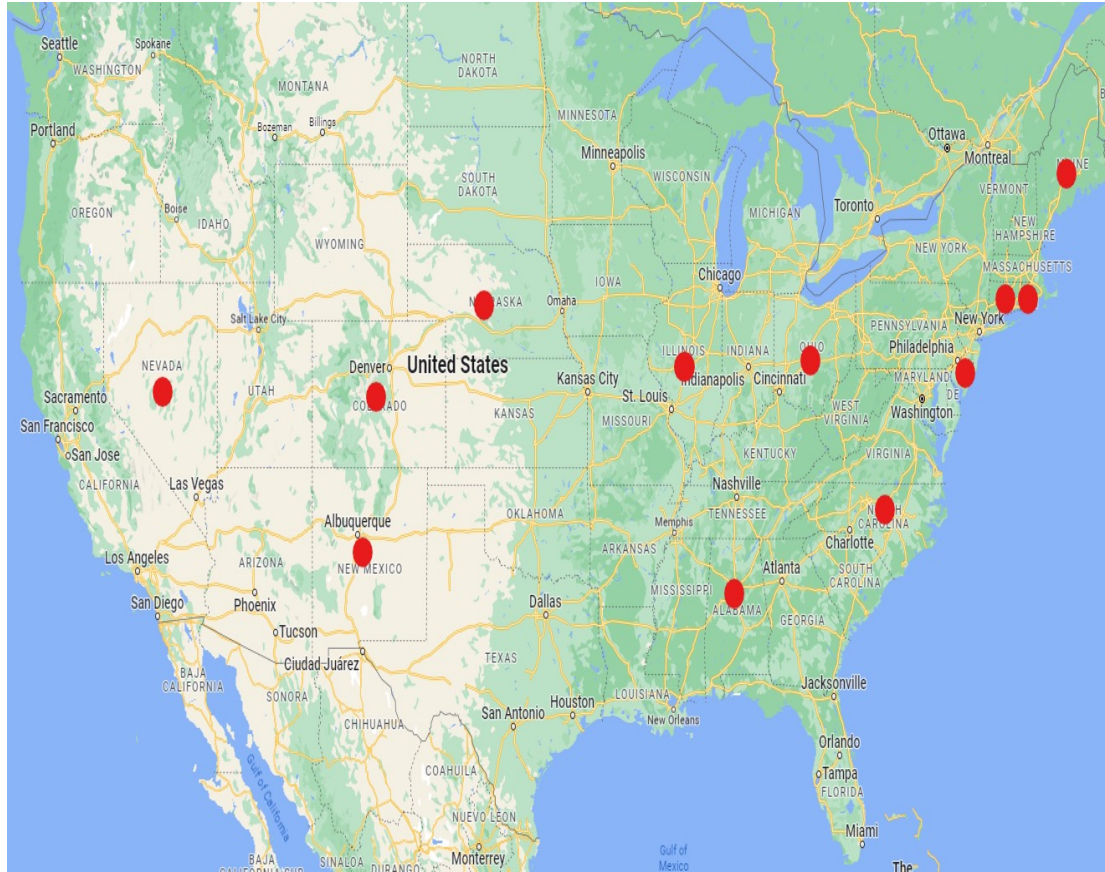 Seattle
Spokane
WASHINGTON
NORTH
DAKOTA
MONTANA
MINNESOTA
Ottawa
Montreal
Portland
Bozeman
Billings
Minneapolis
WISCONSIN
SOUTH
DAKOTA
VERMONT
OREGON
Boise
IDAHO
MICHIGAN
Toronto
NEW
HAMPSHIRE
WYOMING
NEW YORK
MASSACHUSETTS
Chicago
IOWA
Omaha
Salt Lake City
New York
PENNSYLVANIA
Philadelphia
NEVADA
Denver
United States
ILLINOIS
INDIANA
OHIO
Indianapolis
Cincinnati
MARYLAND
DE
UTAH
Kansas City
St. Louis
Washington
Sacramento
KANSAS
MISSOURI
WEST
VIRGINIA
San Francisco
San Jose
KENTUCKY
VIRGINIA
CALIFORNIA
Las Vegas
Nashville
TENNESSEE
Albuquerque
OKLAHOMA
Memphis
CAROLINA
Charlotte
Los Angeles
ARIZONA
NEW MEXICO
ARKANSAS
Atlanta
SOUTH
CAROLINA
San Diego
Phoenix
Dallas
MISSISSIPPI
ALABAMA
GEORGIA
Tucson
Ciudad Juárez
TEXAS
BAJA
CALIFORNIA
SONORA
CHIHUAHUA
LOUISIANA
Jacksonville
San Antonio
Houston
New Orleans
Orlando
Tampa
FLORIDA
COAHUILA
Gulf of California
NUEVO LEON
Miami
Monterrey
Gulf of
Mexico
BAJA
SINALOA
DURANGO
The